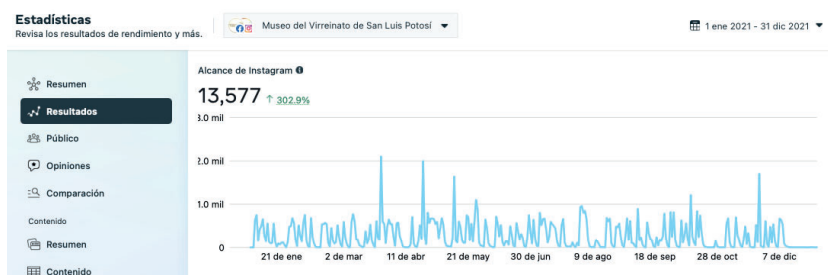 Estadísticas
Revisa los resultados de rendimiento y más.
Museo del Virreinato de San Luis Potosí
1 ene 2021 - 31 dic 2021
Resumen
Resultados
Público
Opiniones
Comparación
Contenido
Resumen
Contenido
Alcance de Instagram
13,577 ↑ 302.9%
3.0 mil
2.0 mil
1.0 mil
0
21 de ene 2 de mar 11 de abr 21 de may 30 de jun 9 de ago 18 de sep 28 de oct 7 de dic